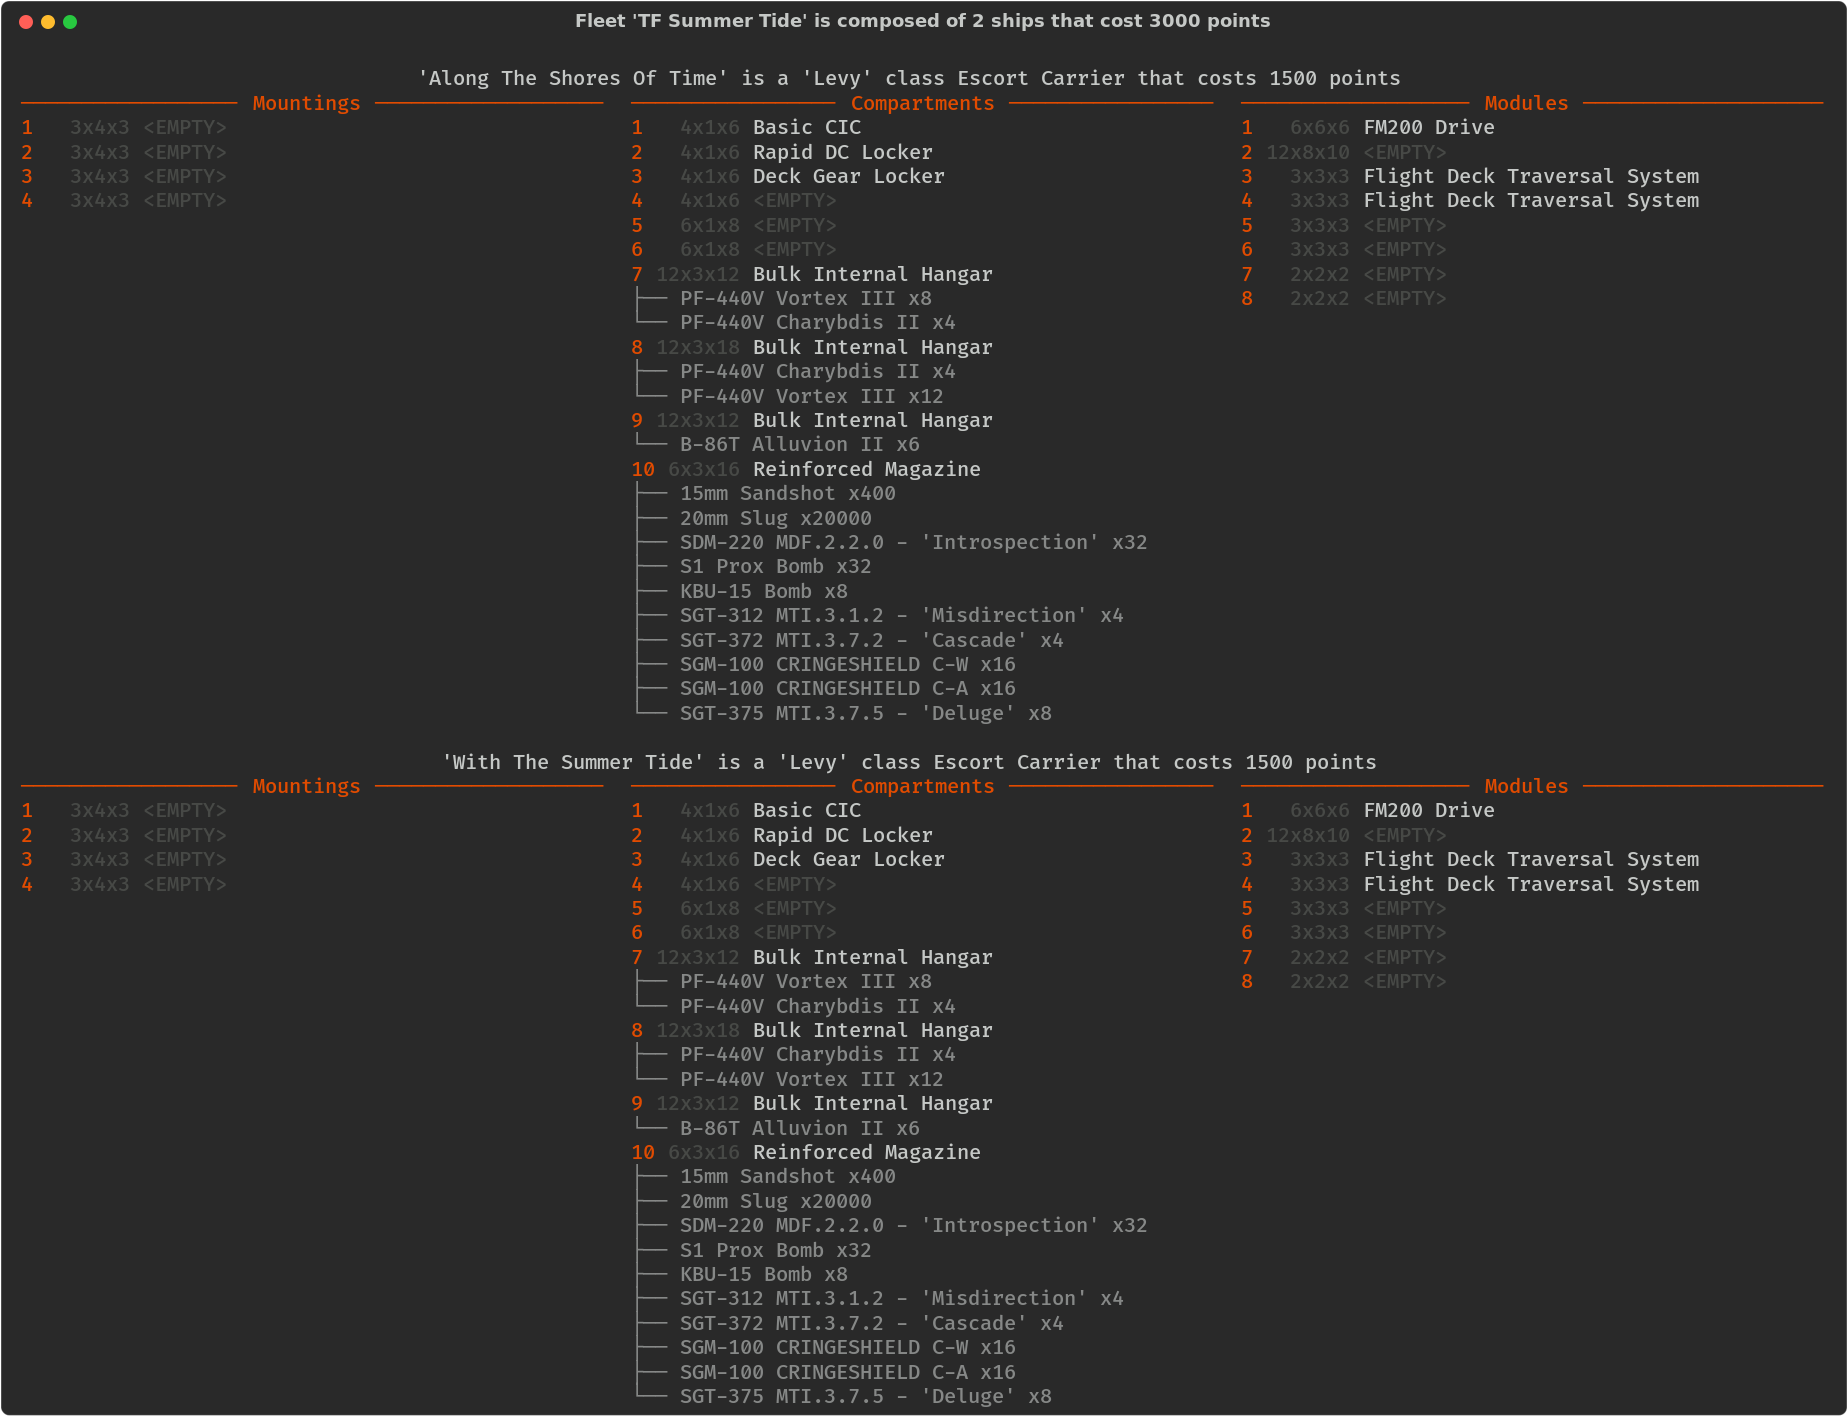 Fleet 'TF Summer Tide' is composed of 2 ships that cost 3000 points
'Along The Shores Of Time' is a 'Levy' class Escort Carrier that costs 1500 points
Mountings Compartments Modules
1 3x4x3 <EMPTY> 1 4x1x6 Basic CIC 1 6x6x6 FM200 Drive
2 3x4x3 <EMPTY> 2 4x1x6 Rapid DC Locker 2 12x8x10 <EMPTY>
3 3x4x3 <EMPTY> 3 4x1x6 Deck Gear Locker 3 3x3x3 Flight Deck Traversal System
4 3x4x3 <EMPTY> 4 4x1x6 <EMPTY> 4 3x3x3 Flight Deck Traversal System
5 6x1x8 <EMPTY> 5 3x3x3 <EMPTY>
6 6x1x8 <EMPTY> 6 3x3x3 <EMPTY>
7 12x3x12 Bulk Internal Hangar 7 2x2x2 <EMPTY>
PF-440V Vortex III x8 8 2x2x2 <EMPTY>
PF-440V Charybdis II x4
8 12x3x18 Bulk Internal Hangar
PF-440V Charybdis II x4
PF-440V Vortex III x12
9 12x3x12 Bulk Internal Hangar
B-86T Alluvion II x6
10 6x3x16 Reinforced Magazine
15mm Sandshot x400
20mm Slug x20000
SDM-220 MDF.2.2.0 - 'Introspection' x32
S1 Prox Bomb x32
KBU-15 Bomb x8
SGT-312 MTI.3.1.2 - 'Misdirection' x4
SGT-372 MTI.3.7.2 - 'Cascade' x4
SGM-100 CRINGESHIELD C-W x16
SGM-100 CRINGESHIELD C-A x16
SGT-375 MTI.3.7.5 - 'Deluge' x8
'With The Summer Tide' is a 'Levy' class Escort Carrier that costs 1500 points
Mountings Compartments Modules
1 3x4x3 <EMPTY> 1 4x1x6 Basic CIC 1 6x6x6 FM200 Drive
2 3x4x3 <EMPTY> 2 4x1x6 Rapid DC Locker 2 12x8x10 <EMPTY>
3 3x4x3 <EMPTY> 3 4x1x6 Deck Gear Locker 3 3x3x3 Flight Deck Traversal System
4 3x4x3 <EMPTY> 4 4x1x6 <EMPTY> 4 3x3x3 Flight Deck Traversal System
5 6x1x8 <EMPTY> 5 3x3x3 <EMPTY>
6 6x1x8 <EMPTY> 6 3x3x3 <EMPTY>
7 12x3x12 Bulk Internal Hangar 7 2x2x2 <EMPTY>
PF-440V Vortex III x8 8 2x2x2 <EMPTY>
PF-440V Charybdis II x4
8 12x3x18 Bulk Internal Hangar
PF-440V Charybdis II x4
PF-440V Vortex III x12
9 12x3x12 Bulk Internal Hangar
B-86T Alluvion II x6
10 6x3x16 Reinforced Magazine
15mm Sandshot x400
20mm Slug x20000
SDM-220 MDF.2.2.0 - 'Introspection' x32
S1 Prox Bomb x32
KBU-15 Bomb x8
SGT-312 MTI.3.1.2 - 'Misdirection' x4
SGT-372 MTI.3.7.2 - 'Cascade' x4
SGM-100 CRINGESHIELD C-W x16
SGM-100 CRINGESHIELD C-A x16
SGT-375 MTI.3.7.5 - 'Deluge' x8